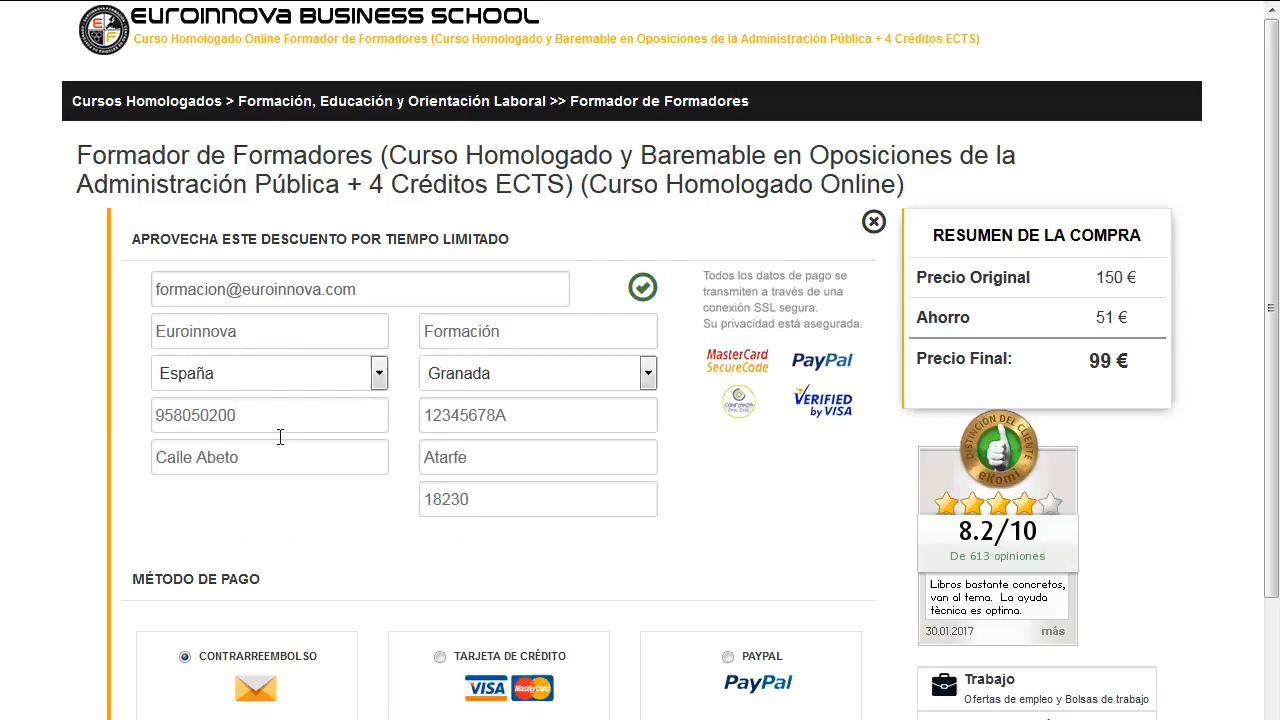 EUROINNOVA BUSINESS SCHOOL
Curso Homologado Online Formador de Formadores (Curso Homologado y Baremable en Oposiciones de la Administración Pública + 4 Créditos ECTS)
Cursos Homologados > Formación, Educación y Orientación Laboral >> Formador de Formadores
Formador de Formadores (Curso Homologado y Baremable en Oposiciones de la
Administración Pública + 4 Créditos ECTS) (Curso Homologado Online)
APROVECHA ESTE DESCUENTO POR TIEMPO LIMITADO
formacion@euroinnova.com
Euroinnova
Formación
España
Granada
958050200
12345678A
Calle Abeto
Atarfe
18230
Todos los datos de pago se
transmiten a través de una
conexión SSL segura.
Su privacidad está asegurada.
MasterCard
SecureCode
PayPal
CONFIANZA
ONLINE
VERIFIED
by VISA
RESUMEN DE LA COMPRA
Precio Original 150 €
Ahorro 51 €
Precio Final: 99 €
DISTINCIÓN DEL CLIENTE
eKomi
8.2/10
De 613 opiniones
Libros bastante concretos,
van al tema. La ayuda
tècnica es optima.
30.01.2017 más
MÉTODO DE PAGO
CONTRARREEMBOLSO
TARJETA DE CRÉDITO
VISA MasterCard
PAYPAL
PayPal
Trabajo
Ofertas de empleo y Bolsas de trabajo